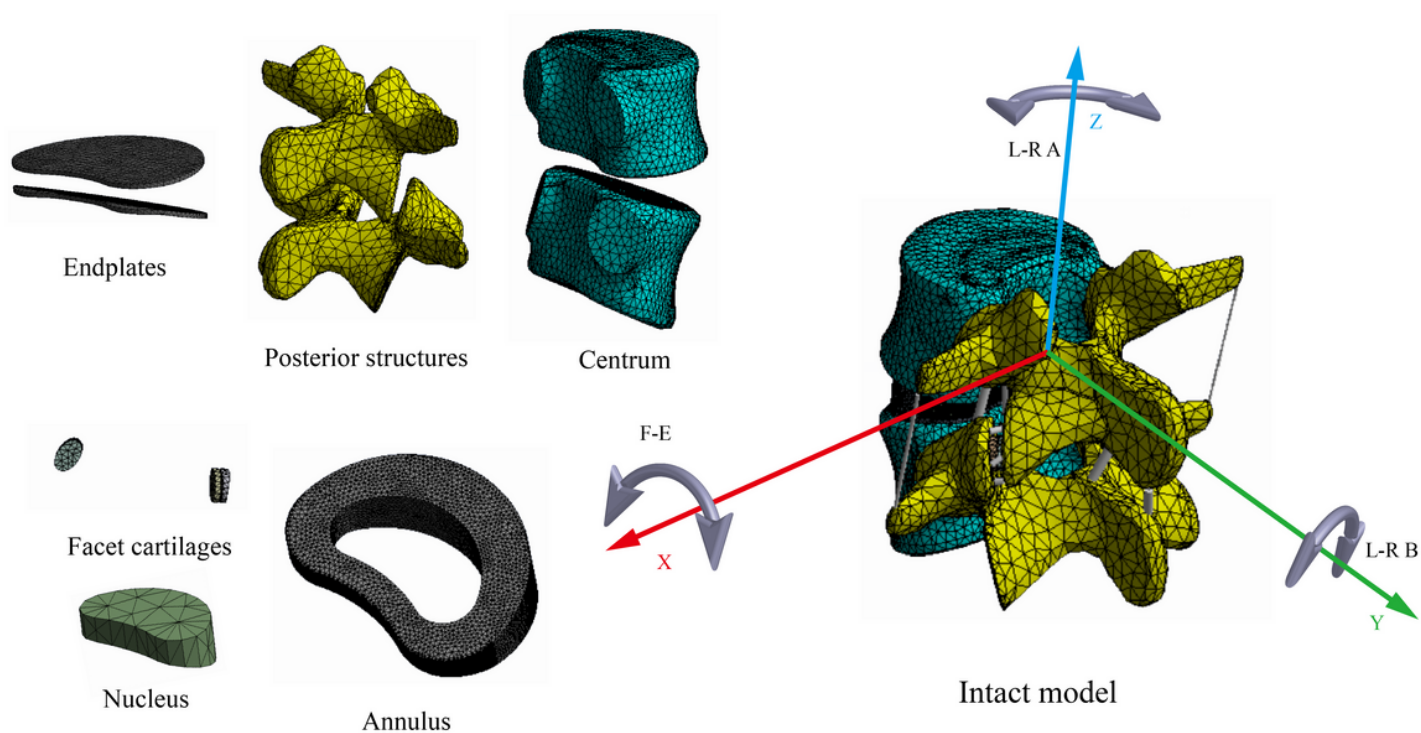 Endplates
Posterior structures
Centrum
L-R A
Z
Facet cartilages
Nucleus
Annulus
F-E
X
L-R B
Y
Intact model